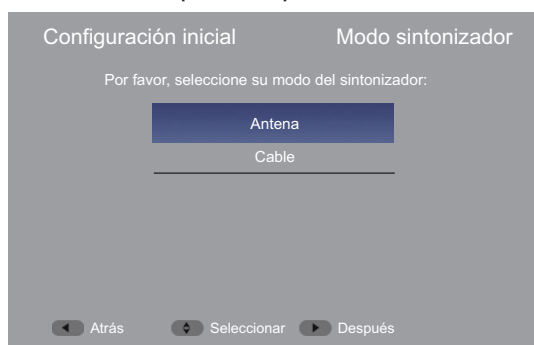 Configuración inicial Modo sintonizador
Por favor, seleccione su modo del sintonizador:
Antena
Cable
Atrás Seleccionar Después